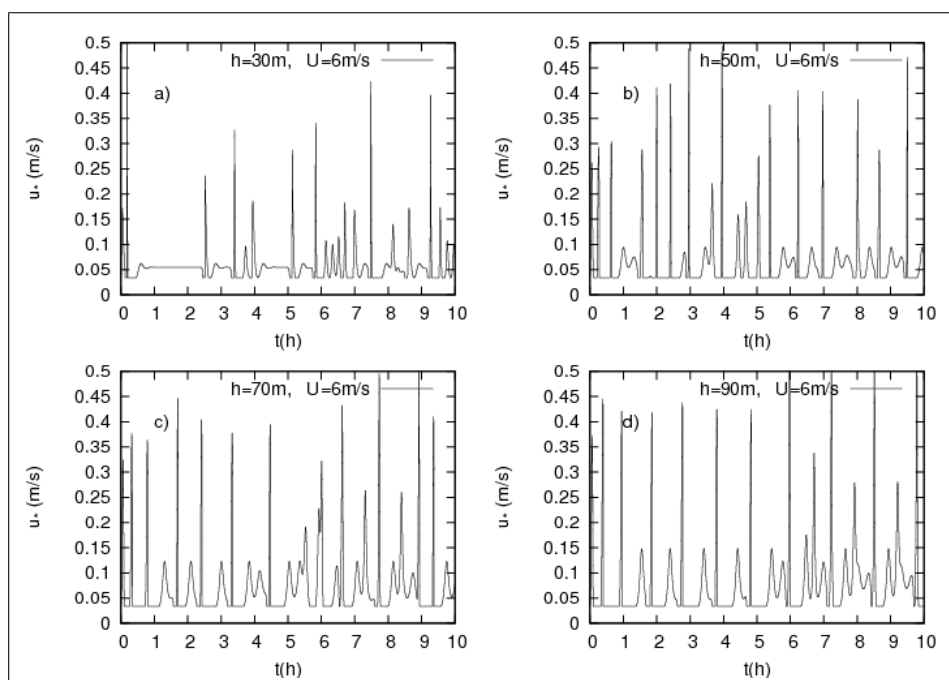 h=30m, U=6m/s
a)
u* (m/s)
0.5
0.45
0.4
0.35
0.3
0.25
0.2
0.15
0.1
0.05
0
0 1 2 3 4 5 6 7 8 9 10
t(h)
h=50m, U=6m/s
b)
u* (m/s)
0.5
0.45
0.4
0.35
0.3
0.25
0.2
0.15
0.1
0.05
0
0 1 2 3 4 5 6 7 8 9 10
t(h)
h=70m, U=6m/s
c)
u* (m/s)
0.5
0.45
0.4
0.35
0.3
0.25
0.2
0.15
0.1
0.05
0
0 1 2 3 4 5 6 7 8 9 10
t(h)
h=90m, U=6m/s
d)
u* (m/s)
0.5
0.45
0.4
0.35
0.3
0.25
0.2
0.15
0.1
0.05
0
0 1 2 3 4 5 6 7 8 9 10
t(h)